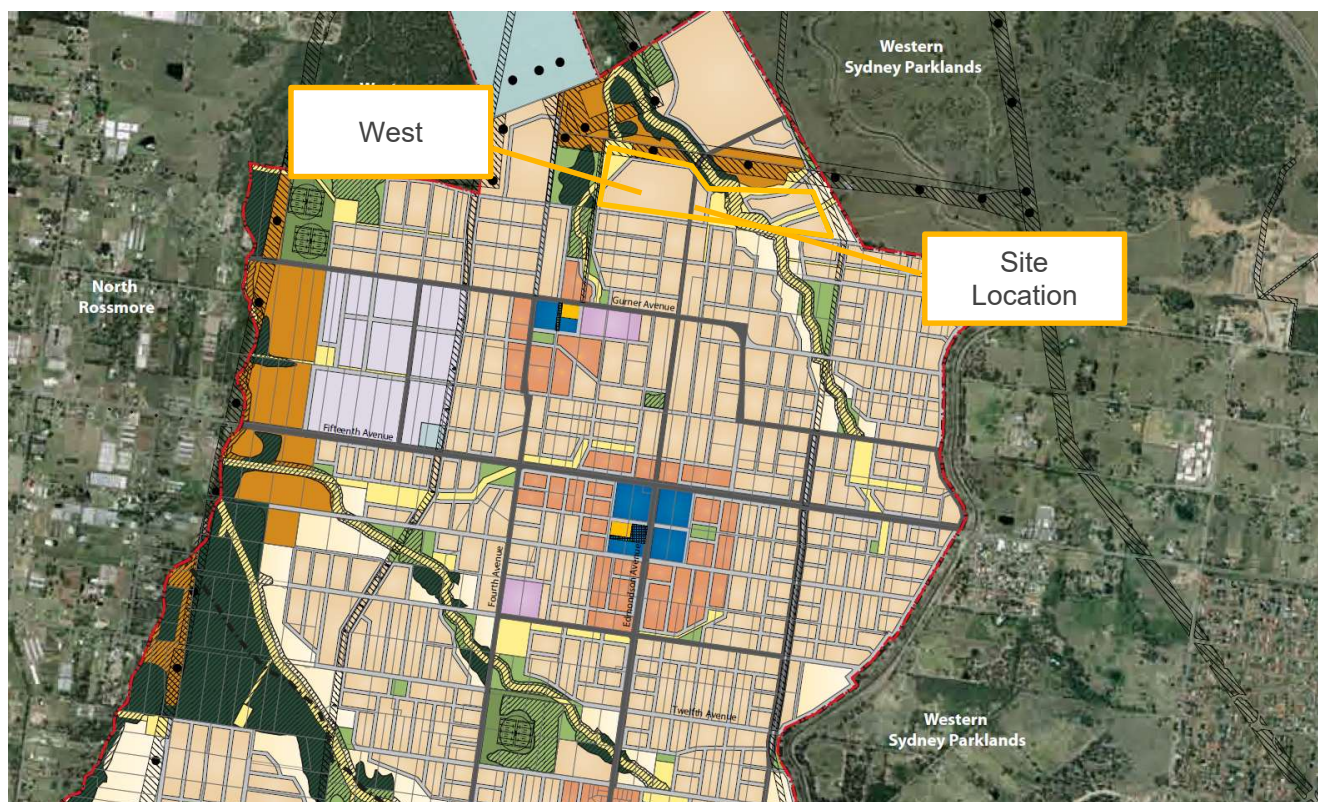 Western
Sydney Parklands
West
Site
Location
North
Rossmore
Gurner Avenue
Fifteenth Avenue
Fourth Avenue
Edmondson Avenue
Twelfth Avenue
Western
Sydney Parklands